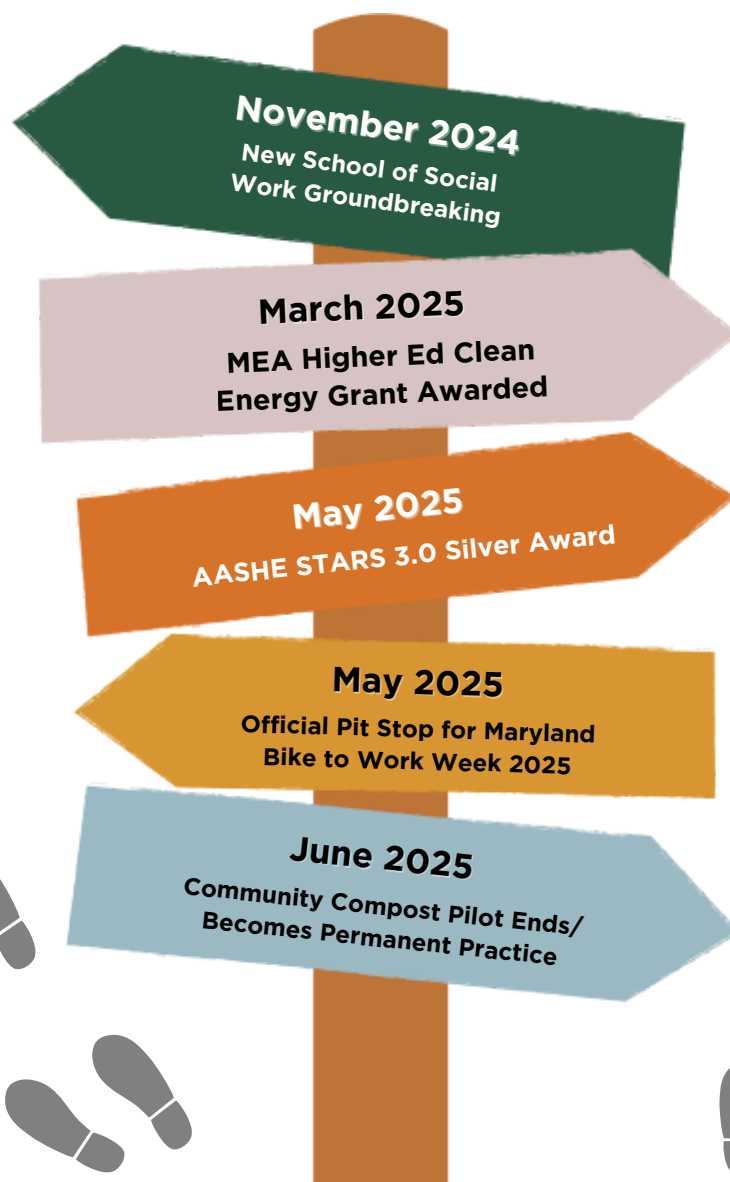 November 2024
New School of Social
Work Groundbreaking
March 2025
MEA Higher Ed Clean
Energy Grant Awarded
May 2025
AASHE STARS 3.0 Silver Award
May 2025
Official Pit Stop for Maryland
Bike to Work Week 2025
June 2025
Community Compost Pilot Ends/
Becomes Permanent Practice